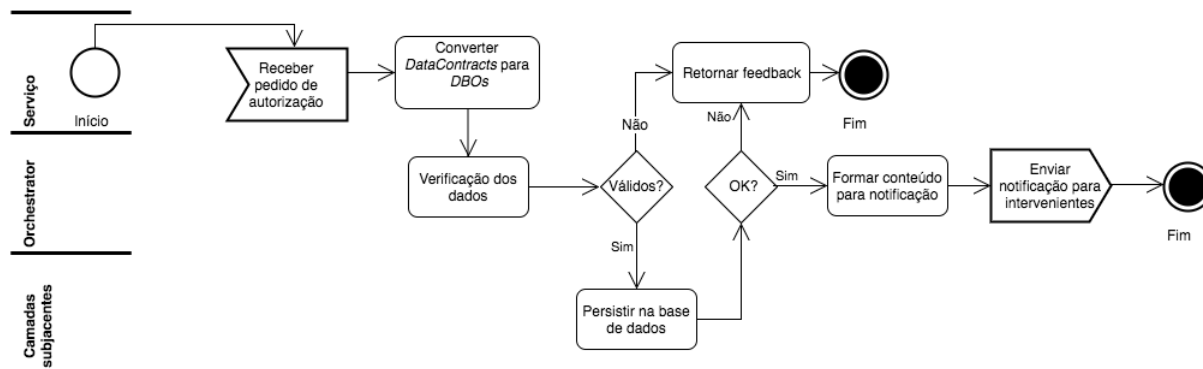 Serviço
Início
Receber
pedido de
autorização
Converter
DataContracts para
DBOs
Retornar feedback
Fim
Não
Não
Orchestrator
Verificação dos
dados
Válidos?
OK?
Sim
Formar conteúdo
para notificação
Enviar
notificação para
intervenientes
Fim
Sim
Camadas
subjacentes
Persistir na base
de dados